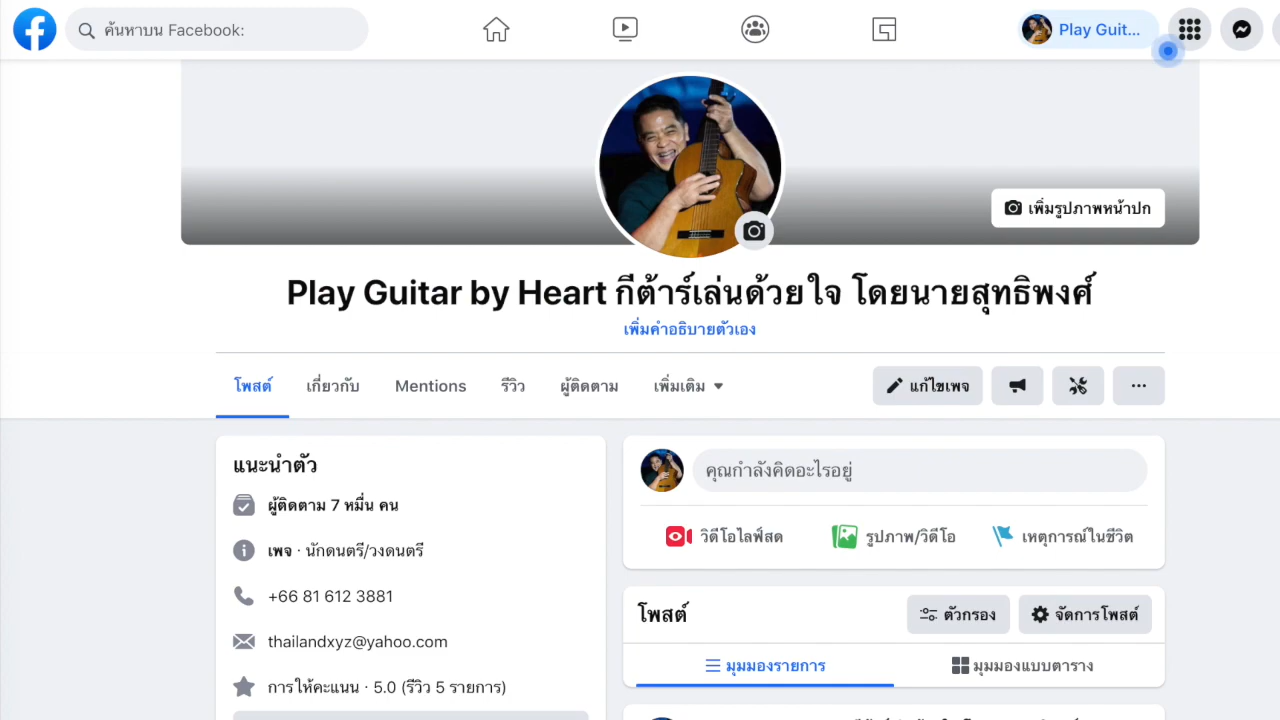 ค้นหาบน Facebook:
Play Guit...
เพิ่มรูปภาพหน้าปก
Play Guitar by Heart กีต้าร์เล่นด้วยใจ โดยนายสุทธิพงศ์
เพิ่มคำอธิบายตัวเอง
โพสต์ เกี่ยวกับ Mentions รีวิว ผู้ติดตาม เพิ่มเติม
แก้ไขเพจ
แนะนำตัว
ผู้ติดตาม 7 หมื่น คน
เพจ · นักดนตรี/วงดนตรี
+66 81 612 3881
thailandxyz@yahoo.com
การให้คะแนน · 5.0 (รีวิว 5 รายการ)
คุณกำลังคิดอะไรอยู่
วิดีโอไลฟ์สด รูปภาพ/วิดีโอ เหตุการณ์ในชีวิต
โพสต์
ตัวกรอง จัดการโพสต์
มุมมองรายการ มุมมองแบบตาราง